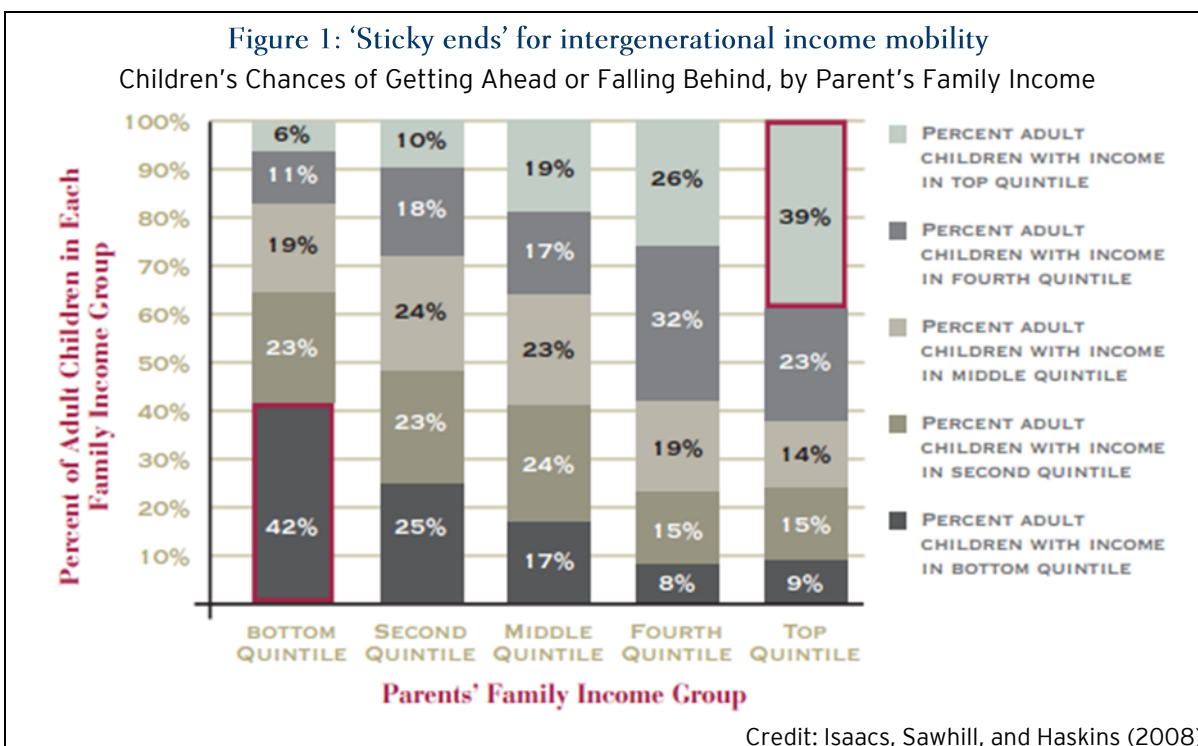 Figure 1: ‘Sticky ends’ for intergenerational income mobility
Children’s Chances of Getting Ahead or Falling Behind, by Parent’s Family Income
Percent of Adult Children in Each
Family Income Group
100%
90%
80%
70%
60%
50%
40%
30%
20%
10%
6%
11%
19%
23%
42%
10%
18%
24%
23%
25%
19%
17%
23%
24%
17%
26%
32%
19%
15%
8%
39%
23%
14%
15%
9%
BOTTOM
QUINTILE
SECOND
QUINTILE
MIDDLE
QUINTILE
FOURTH
QUINTILE
TOP
QUINTILE
Parents’ Family Income Group
PERCENT ADULT
CHILDREN WITH INCOME
IN TOP QUINTILE
PERCENT ADULT
CHILDREN WITH INCOME
IN FOURTH QUINTILE
PERCENT ADULT
CHILDREN WITH INCOME
IN MIDDLE QUINTILE
PERCENT ADULT
CHILDREN WITH INCOME
IN SECOND QUINTILE
PERCENT ADULT
CHILDREN WITH INCOME
IN BOTTOM QUINTILE
Credit: Isaacs, Sawhill, and Haskins (2008)